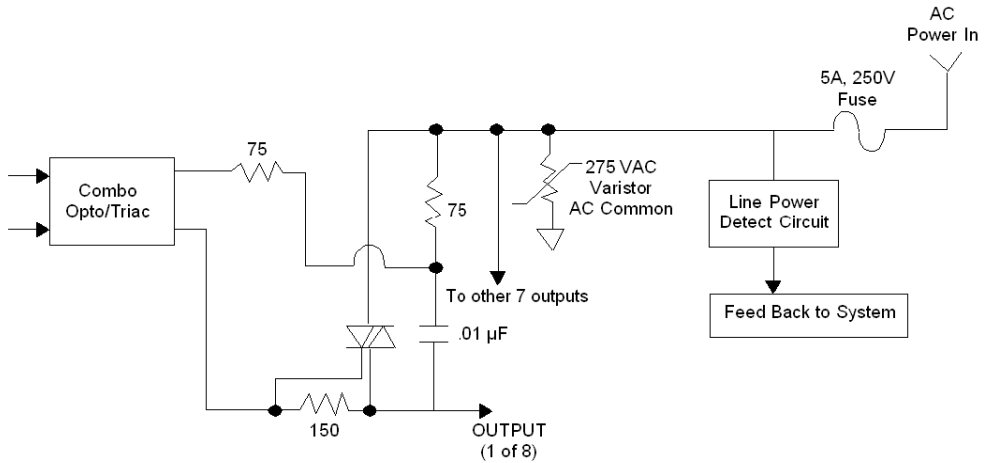 AC
Power In
5A, 250V
Fuse
75
Combo
Opto/Triac
75
275 VAC
Varistor
AC Common
Line Power
Detect Circuit
To other 7 outputs
Feed Back to System
.01 µF
150
OUTPUT
(1 of 8)